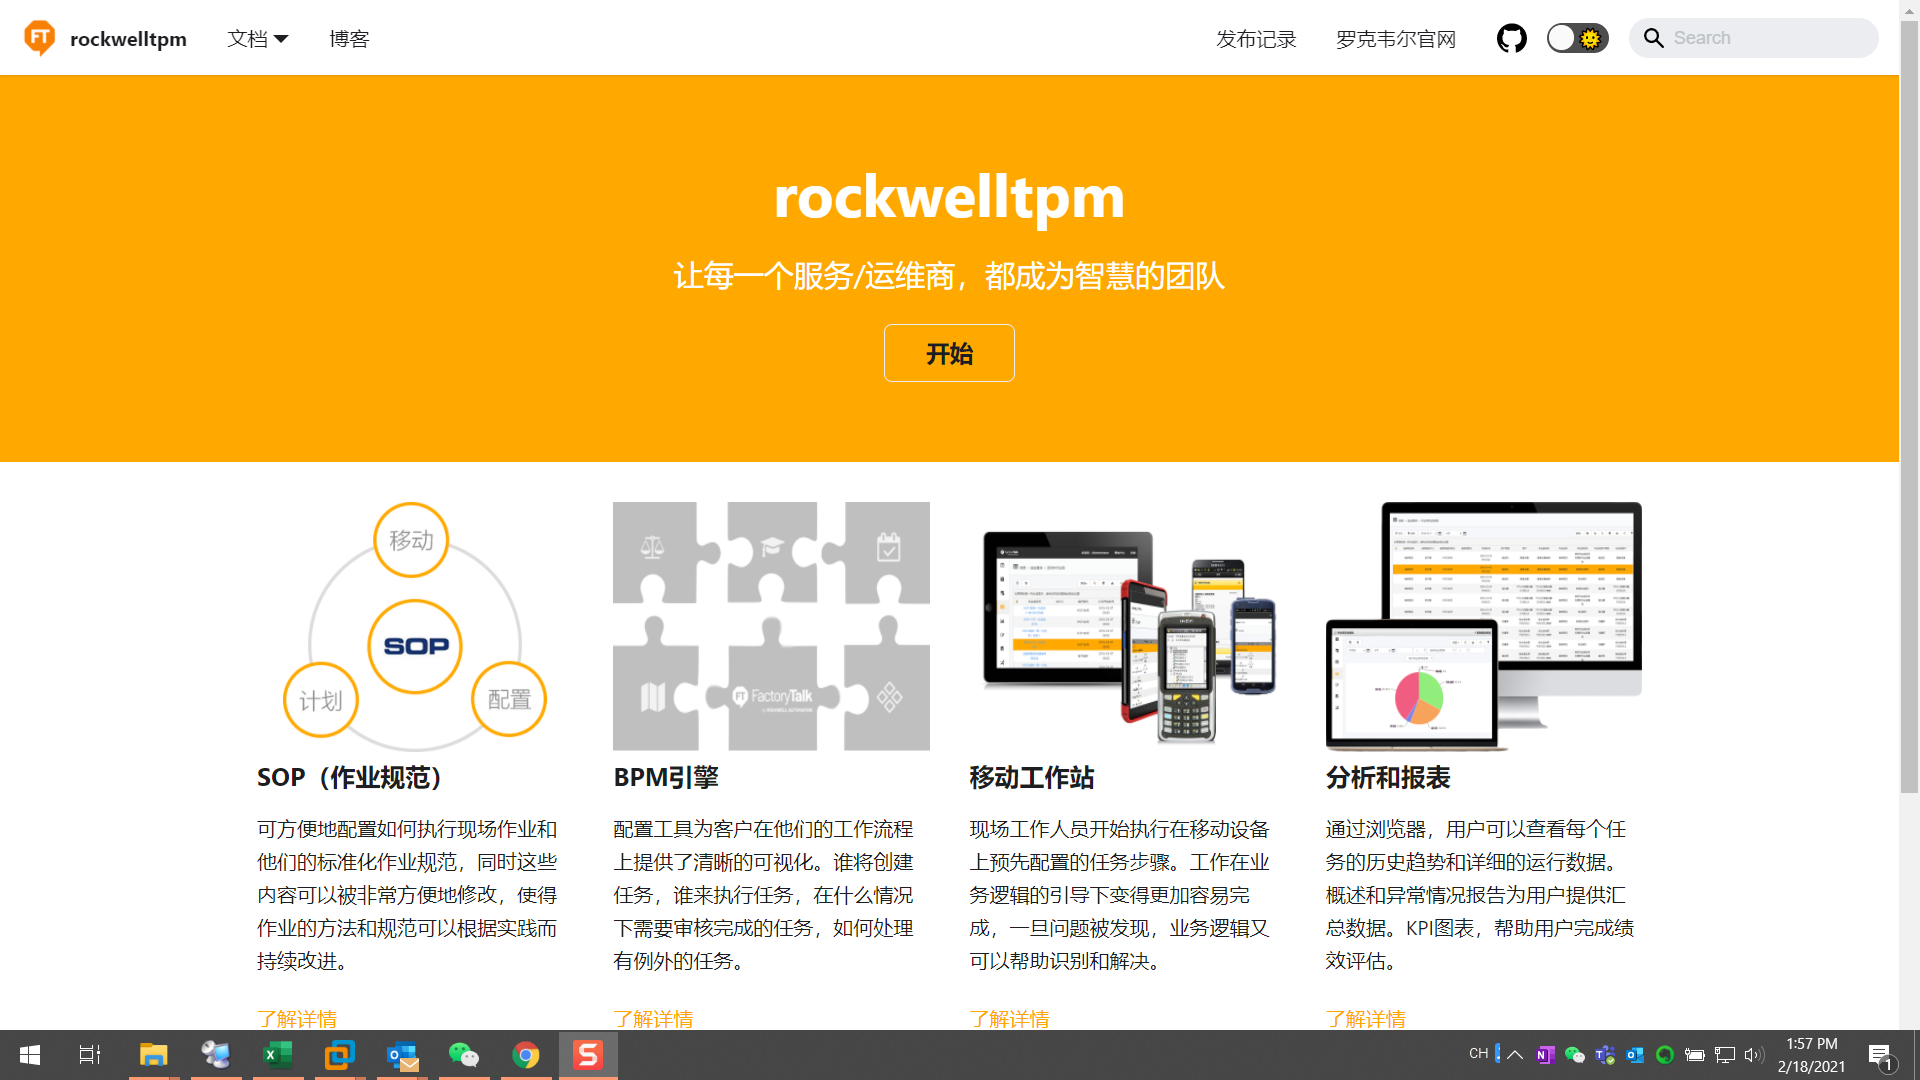 rockwelltpm
文档
博客
发布记录
罗克韦尔官网
Search
rockwelltpm
让每一个服务/运维商，都成为智慧的团队
开始
移动
SOP
计划
配置
FactoryTalk
by ROCKWELL AUTOMATION
SOP（作业规范）
可方便地配置如何执行现场作业和
他们的标准化作业规范，同时这些
内容可以被非常方便地修改，使得
作业的方法和规范可以根据实践而
持续改进。
了解详情
BPM引擎
配置工具为客户在他们的工作流程
上提供了清晰的可视化。谁将创建
任务，谁来执行任务，在什么情况
下需要审核完成的任务，如何处理
有例外的任务。
了解详情
移动工作站
现场工作人员开始执行在移动设备
上预先配置的任务步骤。工作在业
务逻辑的引导下变得更加容易完
成，一旦问题被发现，业务逻辑又
可以帮助识别和解决。
了解详情
分析和报表
通过浏览器，用户可以查看每个任
务的历史趋势和详细的运行数据。
概述和异常情况报告为用户提供汇
总数据。KPI图表，帮助用户完成绩
效评估。
了解详情
CH
1:57 PM
2/18/2021
1